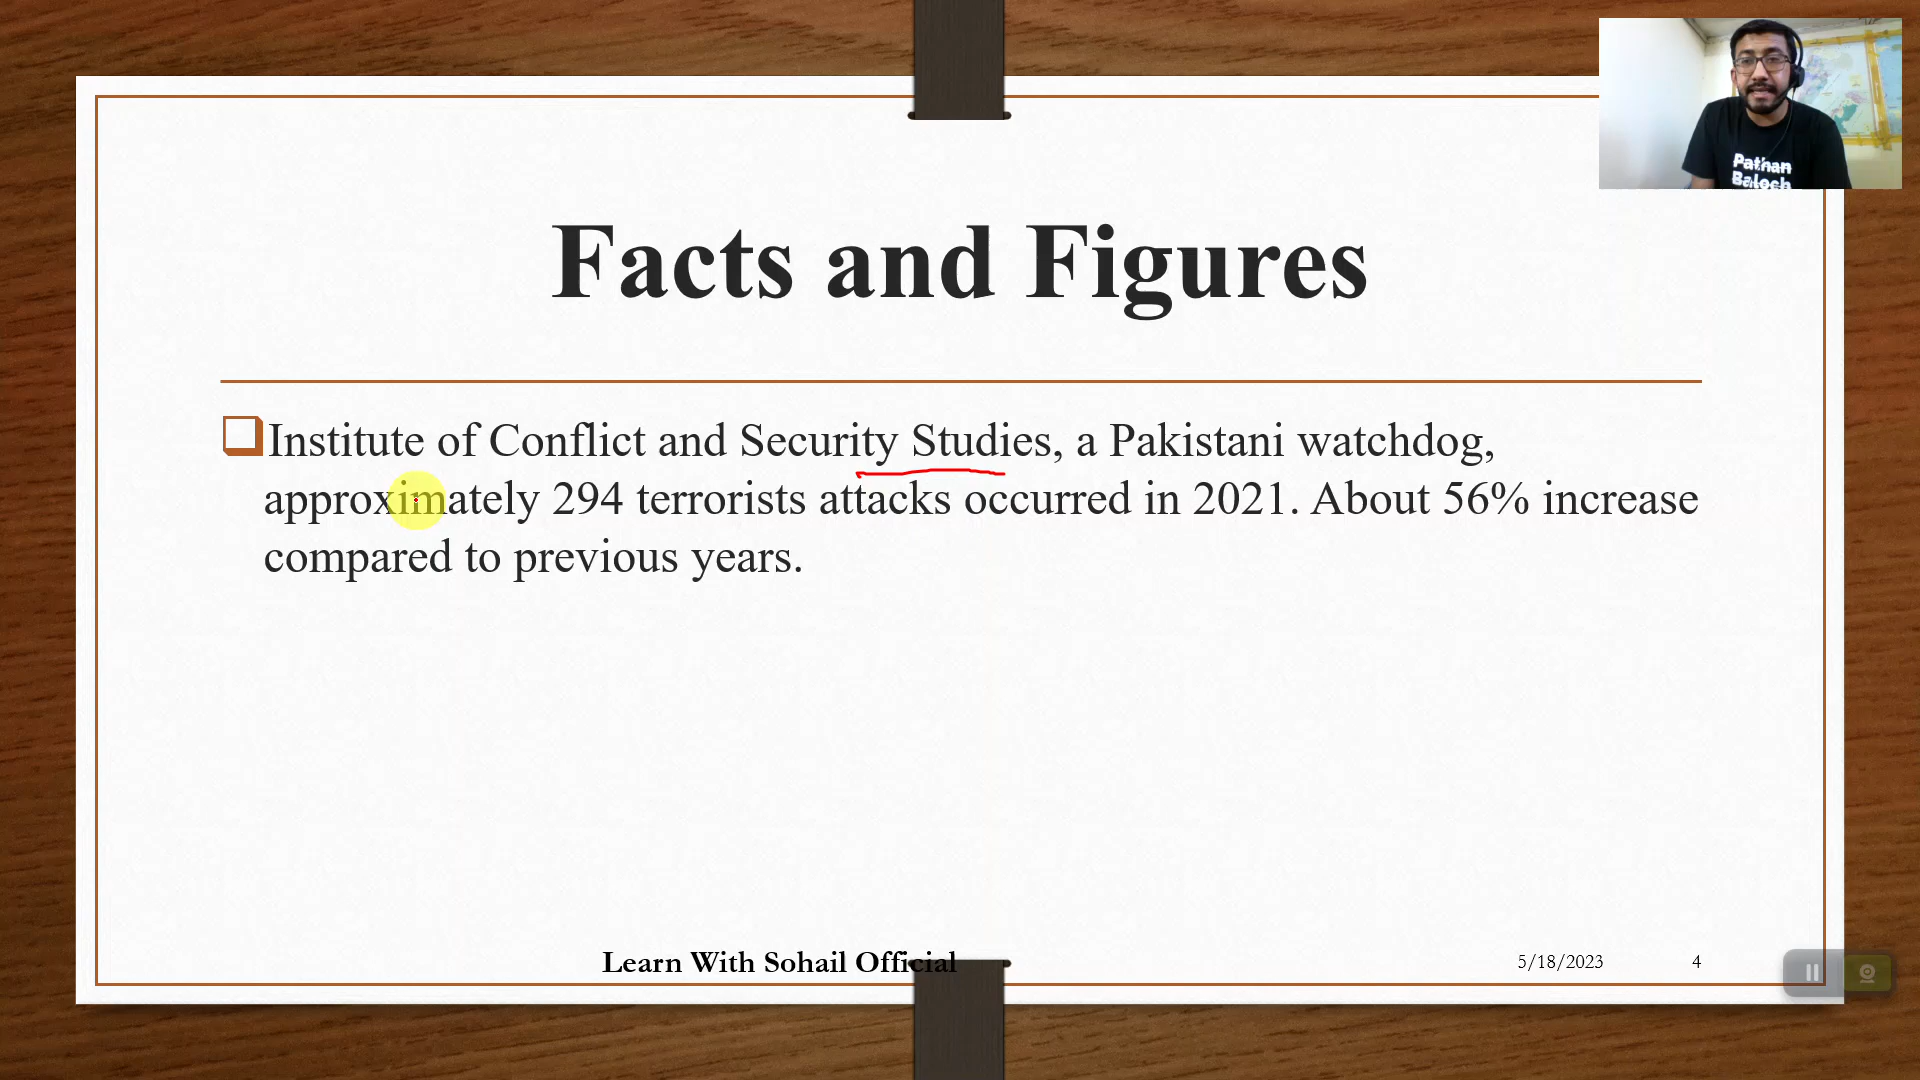 Pathan
Baloch
Facts and Figures
Institute of Conflict and Security Studies, a Pakistani watchdog,
approximately 294 terrorists attacks occurred in 2021. About 56% increase
compared to previous years.
Learn With Sohail Official
5/18/2023
4